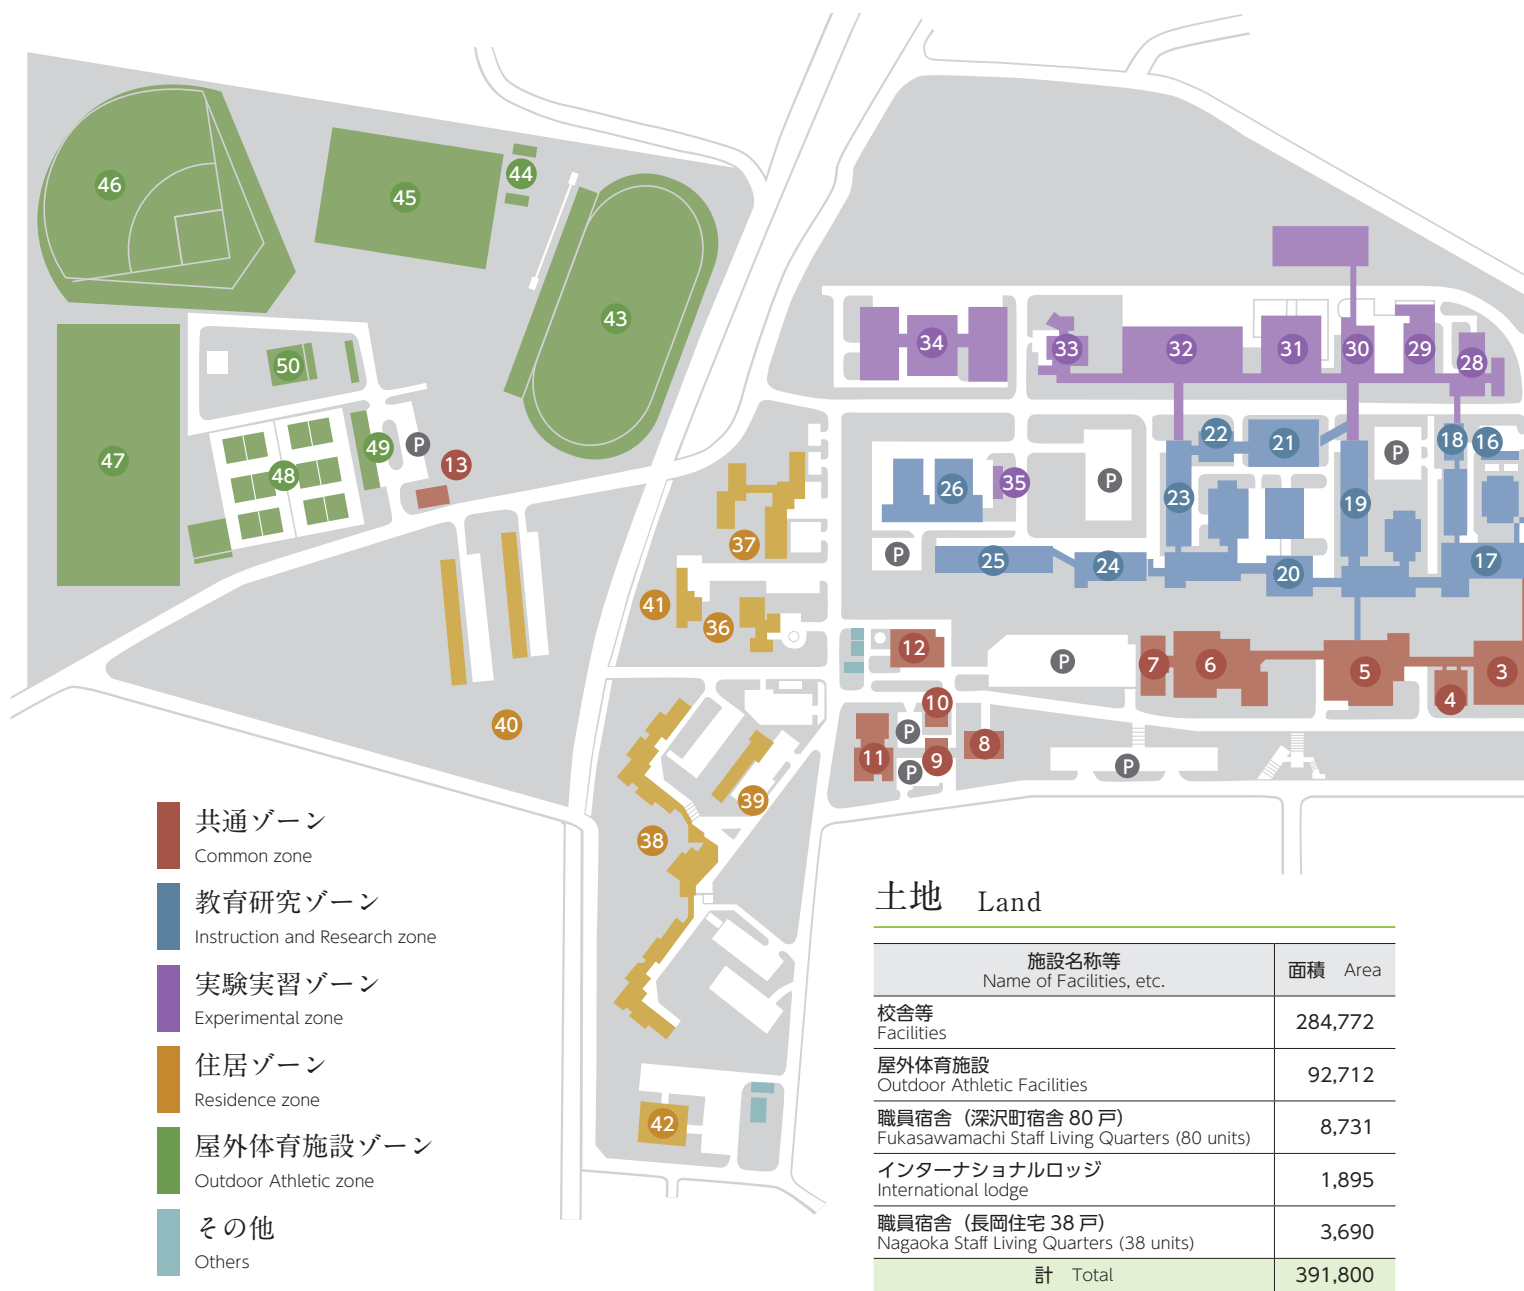 46
45
44
43
50
47
48
49
P
13
34
33
32
31
30
29
28
22
21
18
16
P
26
35
P
23
19
37
P
25
24
20
17
41
36
12
P
7
6
5
4
3
40
10
P
11
9
8
P
P
39
38
42
共通ゾーン
Common zone
教育研究ゾーン
Instruction and Research zone
実験実習ゾーン
Experimental zone
住居ゾーン
Residence zone
屋外体育施設ゾーン
Outdoor Athletic zone
その他
Others
土地 Land
施設名称等 面積 Area
Name of Facilities, etc.
校舎等
Facilities 284,772
屋外体育施設
Outdoor Athletic Facilities 92,712
職員宿舎（深沢町宿舎 80 戸）
Fukasawamachi Staff Living Quarters (80 units) 8,731
インターナショナルロッジ
International lodge 1,895
職員宿舎（長岡住宅 38 戸）
Nagaoka Staff Living Quarters (38 units) 3,690
計 Total 391,800